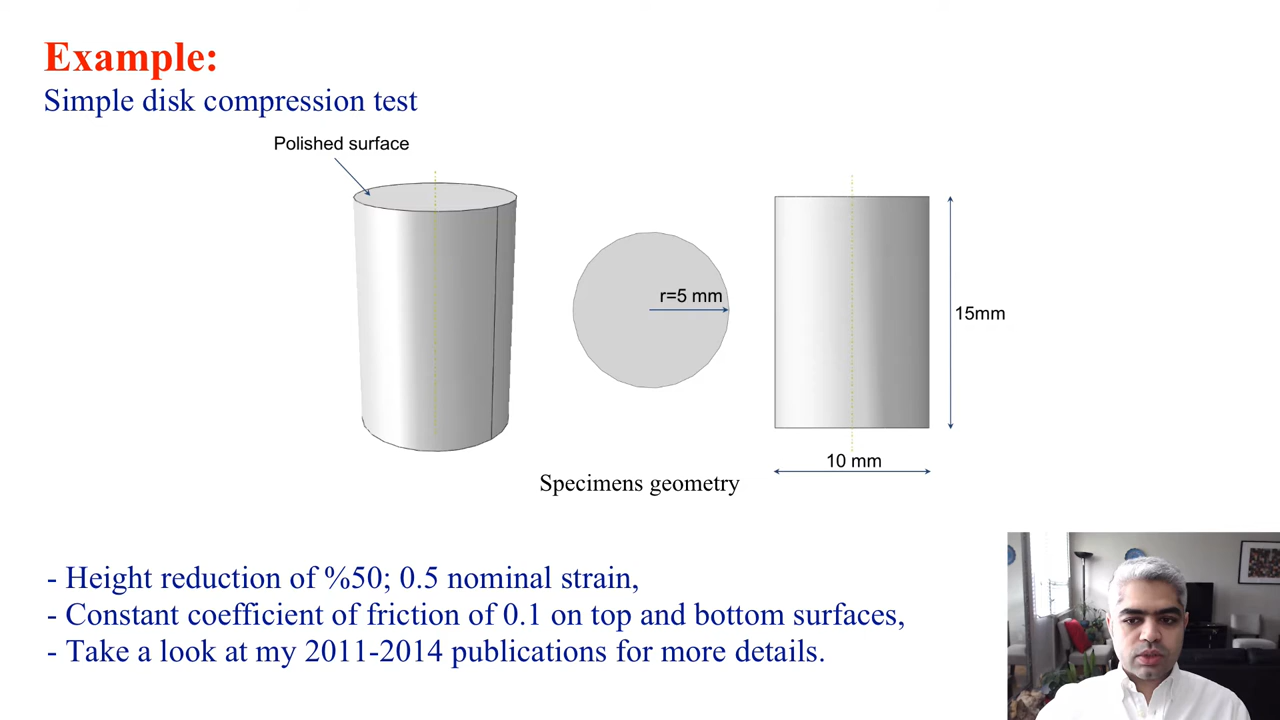 Example:
Simple disk compression test
Polished surface
r=5 mm
15mm
10 mm
Specimens geometry
- Height reduction of %50; 0.5 nominal strain,
- Constant coefficient of friction of 0.1 on top and bottom surfaces,
- Take a look at my 2011-2014 publications for more details.